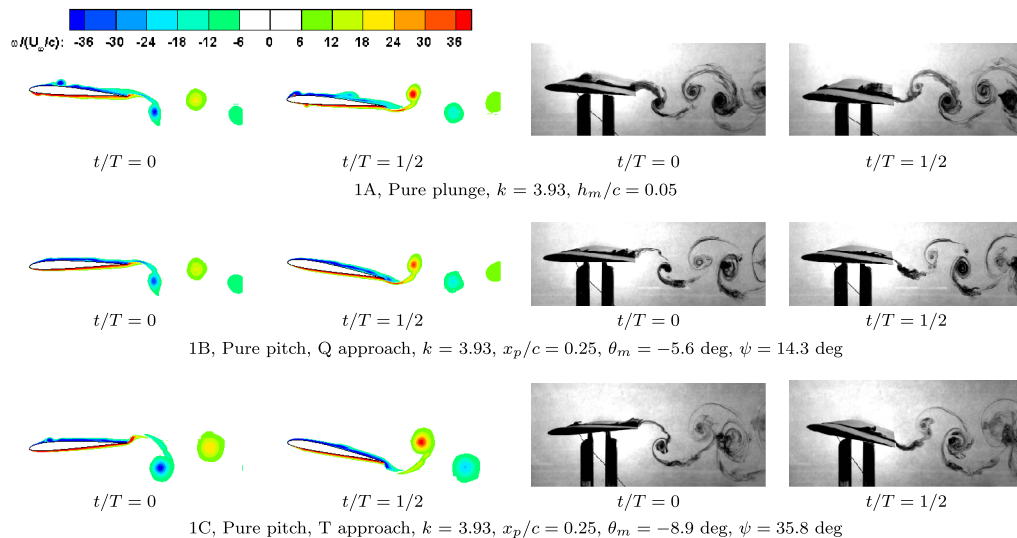 ω/(U∞/c): -36 -30 -24 -18 -12 -6 0 6 12 18 24 30 36
t/T = 0 t/T = 1/2 t/T = 0 t/T = 1/2
1A, Pure plunge, k = 3.93, hm/c = 0.05
t/T = 0 t/T = 1/2 t/T = 0 t/T = 1/2
1B, Pure pitch, Q approach, k = 3.93, xp/c = 0.25, θm = −5.6 deg, ψ = 14.3 deg
t/T = 0 t/T = 1/2 t/T = 0 t/T = 1/2
1C, Pure pitch, T approach, k = 3.93, xp/c = 0.25, θm = −8.9 deg, ψ = 35.8 deg